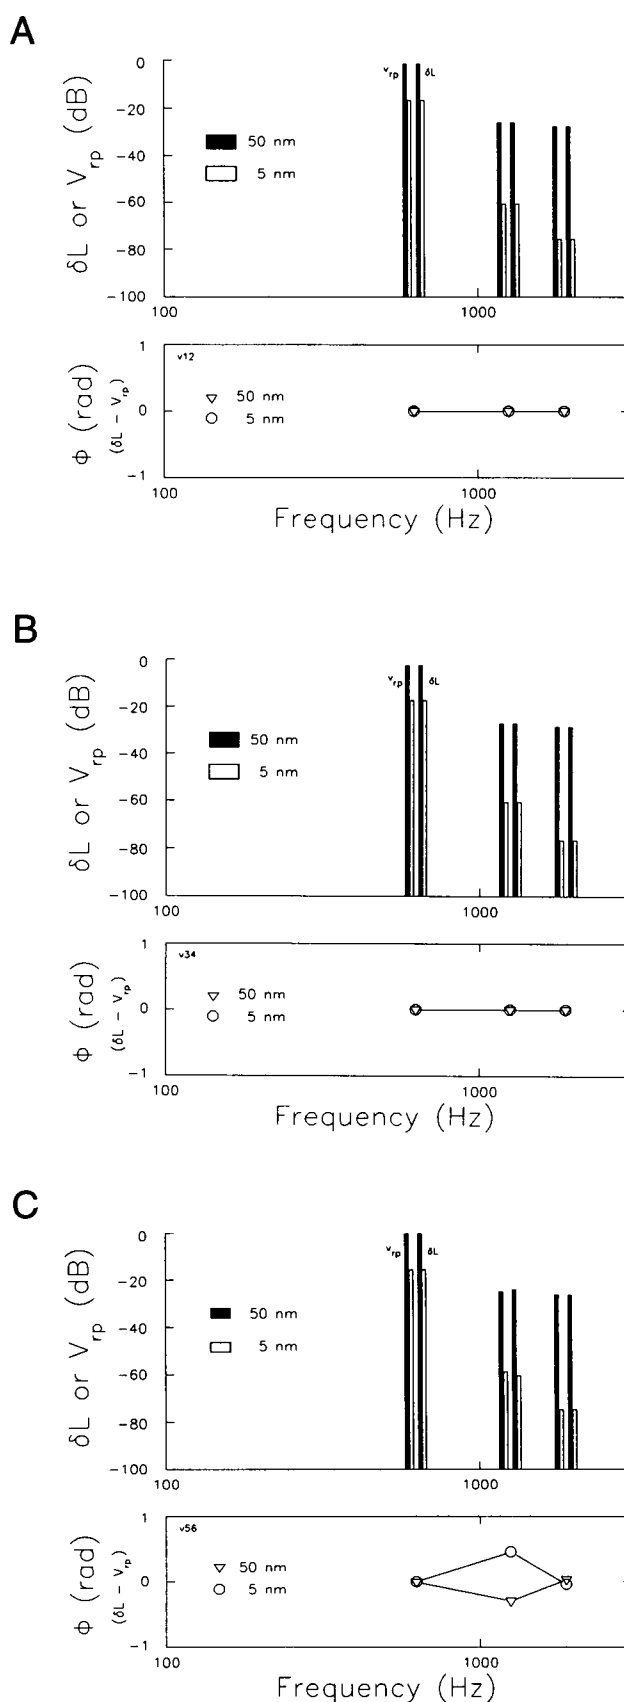 A
δL or V_rp (dB)
0
-20
-40
-60
-80
-100
v_rp δL
50 nm
5 nm
100 1000
Φ (rad)
(δL - V_rp)
1
0
-1
v12
50 nm
5 nm
100 1000
Frequency (Hz)
B
δL or V_rp (dB)
0
-20
-40
-60
-80
-100
v_rp δL
50 nm
5 nm
100 1000
Φ (rad)
(δL - V_rp)
1
0
-1
v34
50 nm
5 nm
100 1000
Frequency (Hz)
C
δL or V_rp (dB)
0
-20
-40
-60
-80
-100
v_rp δL
50 nm
5 nm
100 1000
Φ (rad)
(δL - V_rp)
1
0
-1
v56
50 nm
5 nm
100 1000
Frequency (Hz)